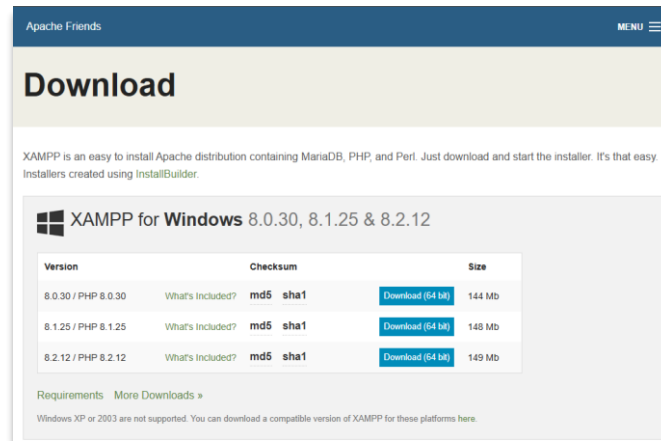 Apache Friends
MENU
Download
XAMPP is an easy to install Apache distribution containing MariaDB, PHP, and Perl. Just download and start the installer. It's that easy.
Installers created using InstallBuilder.
XAMPP for Windows 8.0.30, 8.1.25 & 8.2.12
Version Checksum Size
8.0.30 / PHP 8.0.30 What's Included? md5 sha1 Download (64 bit) 144 Mb
8.1.25 / PHP 8.1.25 What's Included? md5 sha1 Download (64 bit) 148 Mb
8.2.12 / PHP 8.2.12 What's Included? md5 sha1 Download (64 bit) 149 Mb
Requirements More Downloads »
Windows XP or 2003 are not supported. You can download a compatible version of XAMPP for these platforms here.